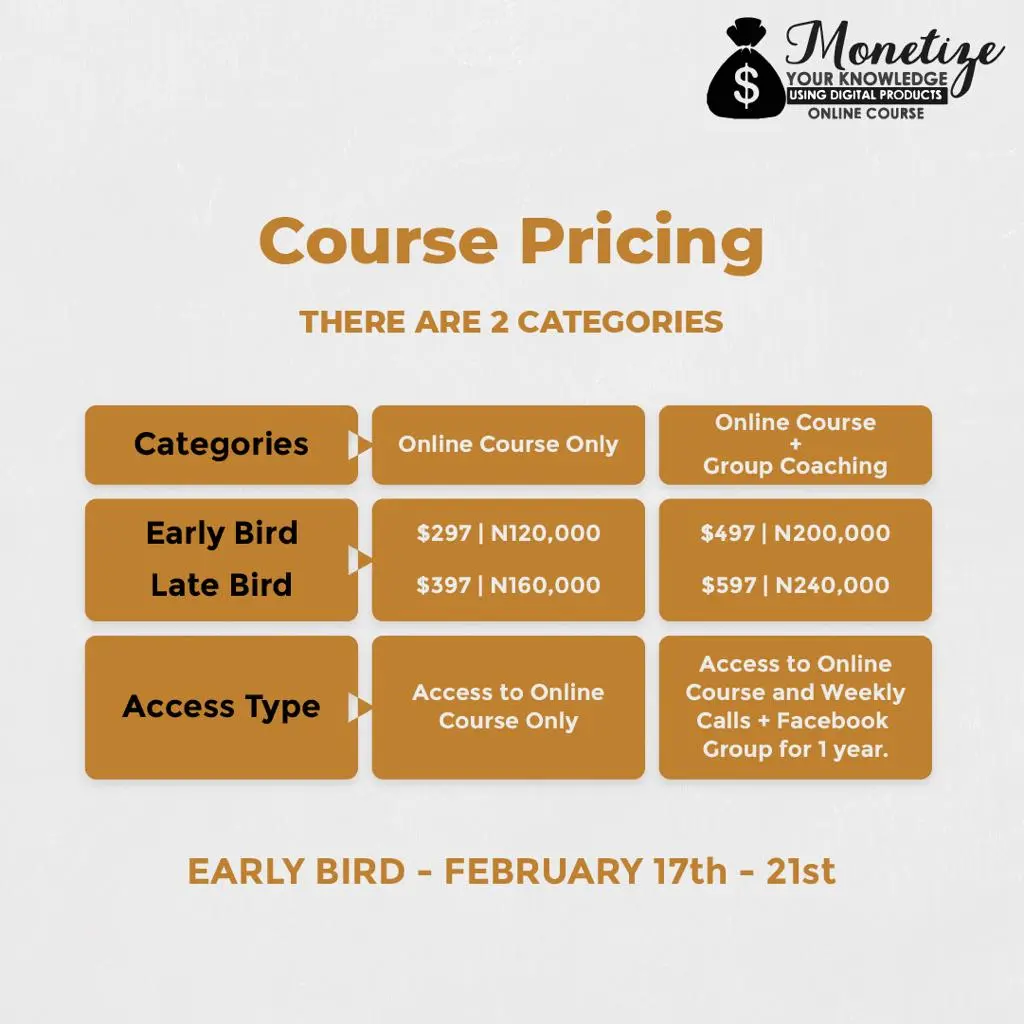 Monetize
YOUR KNOWLEDGE
USING DIGITAL PRODUCTS
ONLINE COURSE
$
Course Pricing
THERE ARE 2 CATEGORIES
Categories
Online Course Only
Online Course
+
Group Coaching
Early Bird
$297 | N120,000
$497 | N200,000
Late Bird
$397 | N160,000
$597 | N240,000
Access Type
Access to Online
Course Only
Access to Online
Course and Weekly
Calls + Facebook
Group for 1 year.
EARLY BIRD - FEBRUARY 17th - 21st